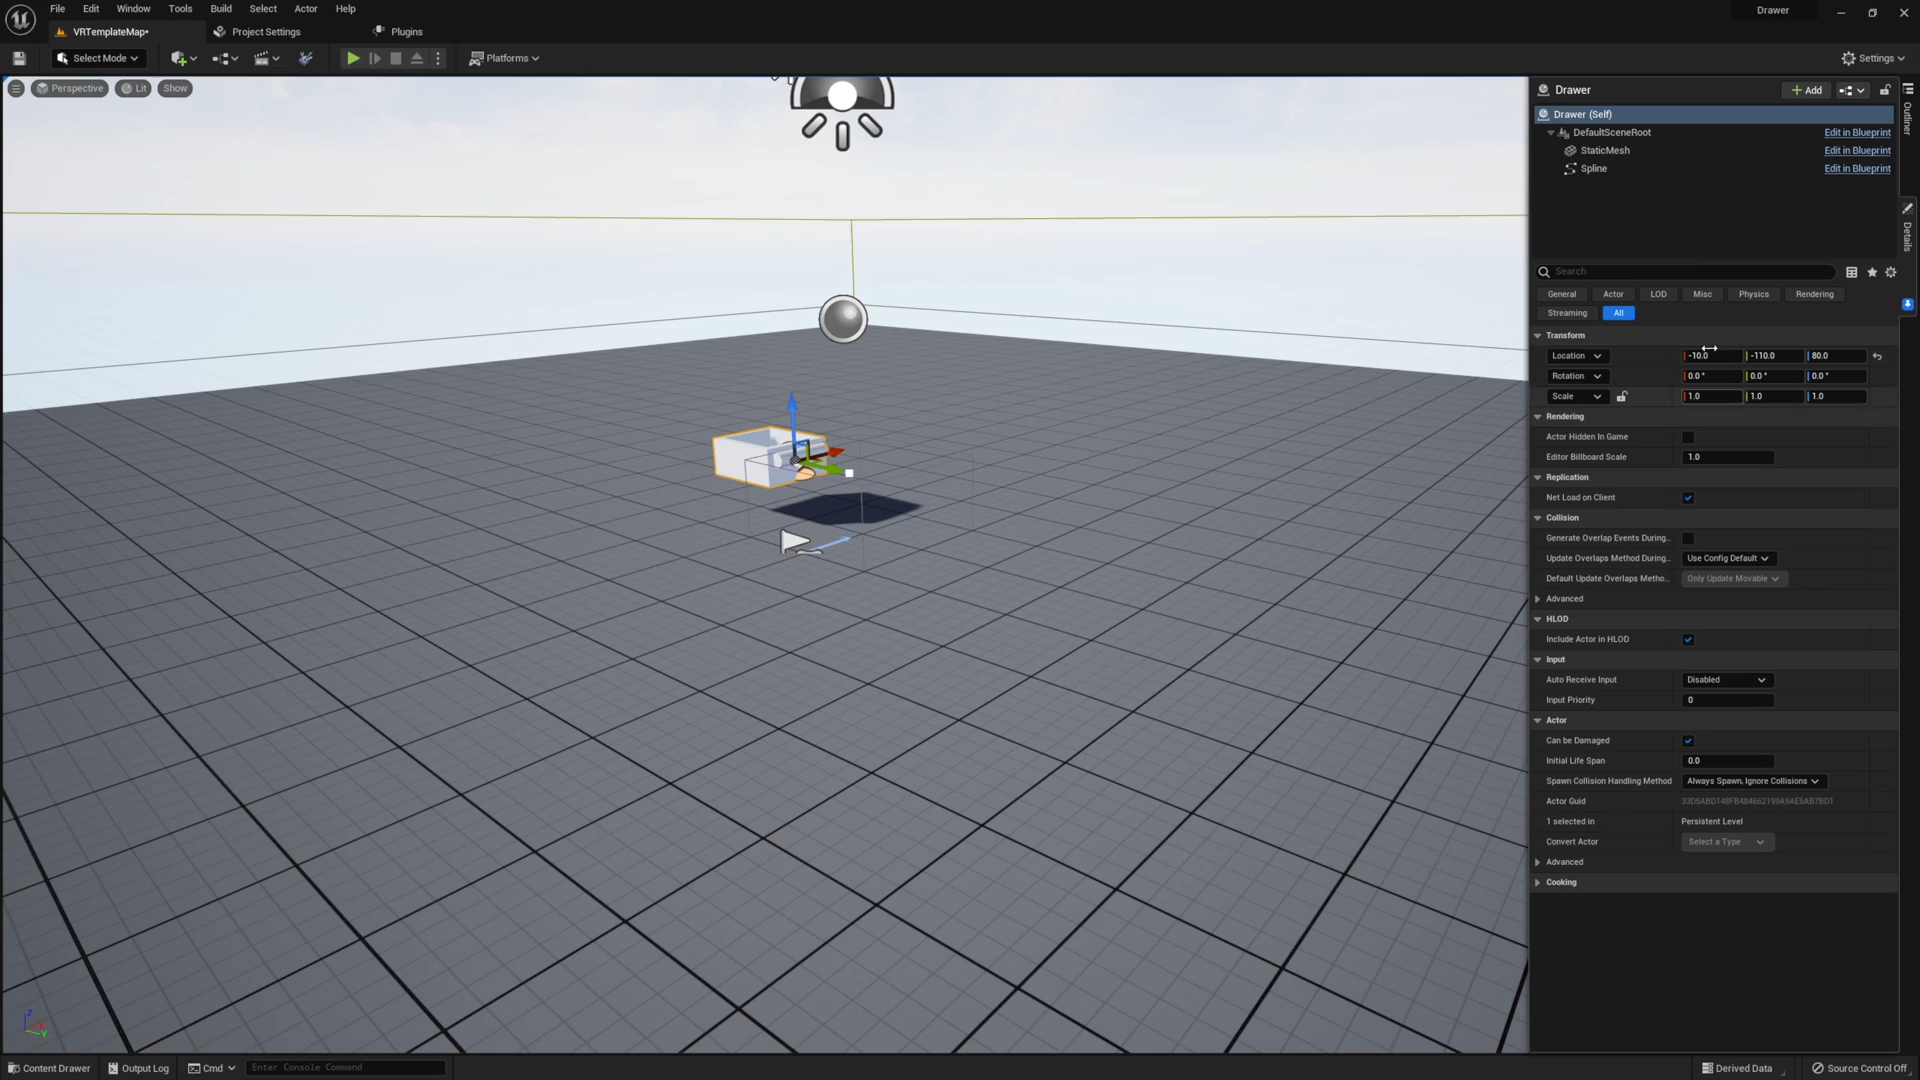 File Edit Window Tools Build Select Actor Help
Drawer
VRTemplateMap•
Project Settings
Plugins
Select Mode
Platforms
Settings
Perspective
Lit
Show
Drawer
+ Add
Outliner
Drawer (Self)
DefaultSceneRoot Edit in Blueprint
StaticMesh Edit in Blueprint
Spline Edit in Blueprint
Details
Search
General Actor LOD Misc Physics Rendering
Streaming All
Transform
Location -10.0 -110.0 80.0
Rotation 0.0 ° 0.0 ° 0.0 °
Scale 1.0 1.0 1.0
Rendering
Actor Hidden In Game
Editor Billboard Scale 1.0
Replication
Net Load on Client
Collision
Generate Overlap Events During...
Update Overlaps Method During... Use Config Default
Default Update Overlaps Metho... Only Update Movable
Advanced
HLOD
Include Actor in HLOD
Input
Auto Receive Input Disabled
Input Priority 0
Actor
Can be Damaged
Initial Life Span 0.0
Spawn Collision Handling Method Always Spawn, Ignore Collisions
Actor Guid
1 selected in Persistent Level
Convert Actor Select a Type
Advanced
Cooking
Z
Y
Content Drawer Output Log Cmd Enter Console Command Derived Data Source Control Off